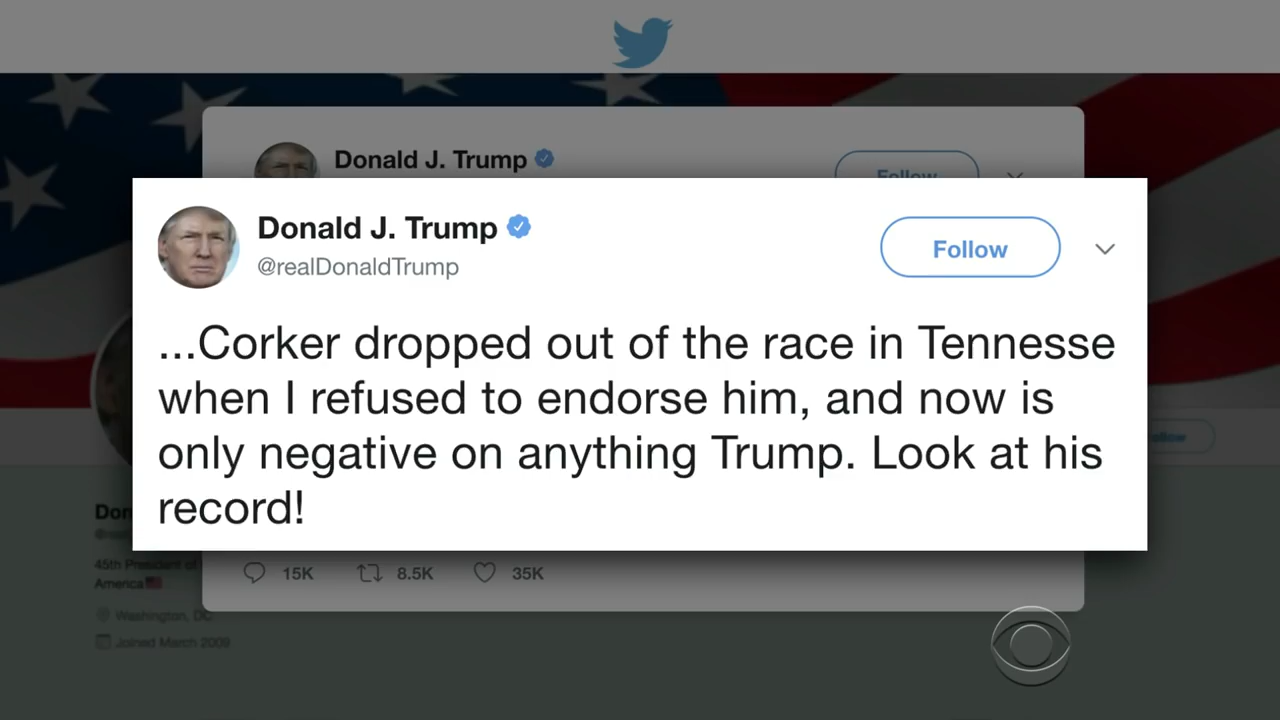 Donald J. Trump
Follow
Donald J. Trump
@realDonaldTrump
Follow
...Corker dropped out of the race in Tennesse
when I refused to endorse him, and now is
only negative on anything Trump. Look at his
record!
Don
45th President of
America
Washington, DC
Joined March 2009
15K 8.5K 35K